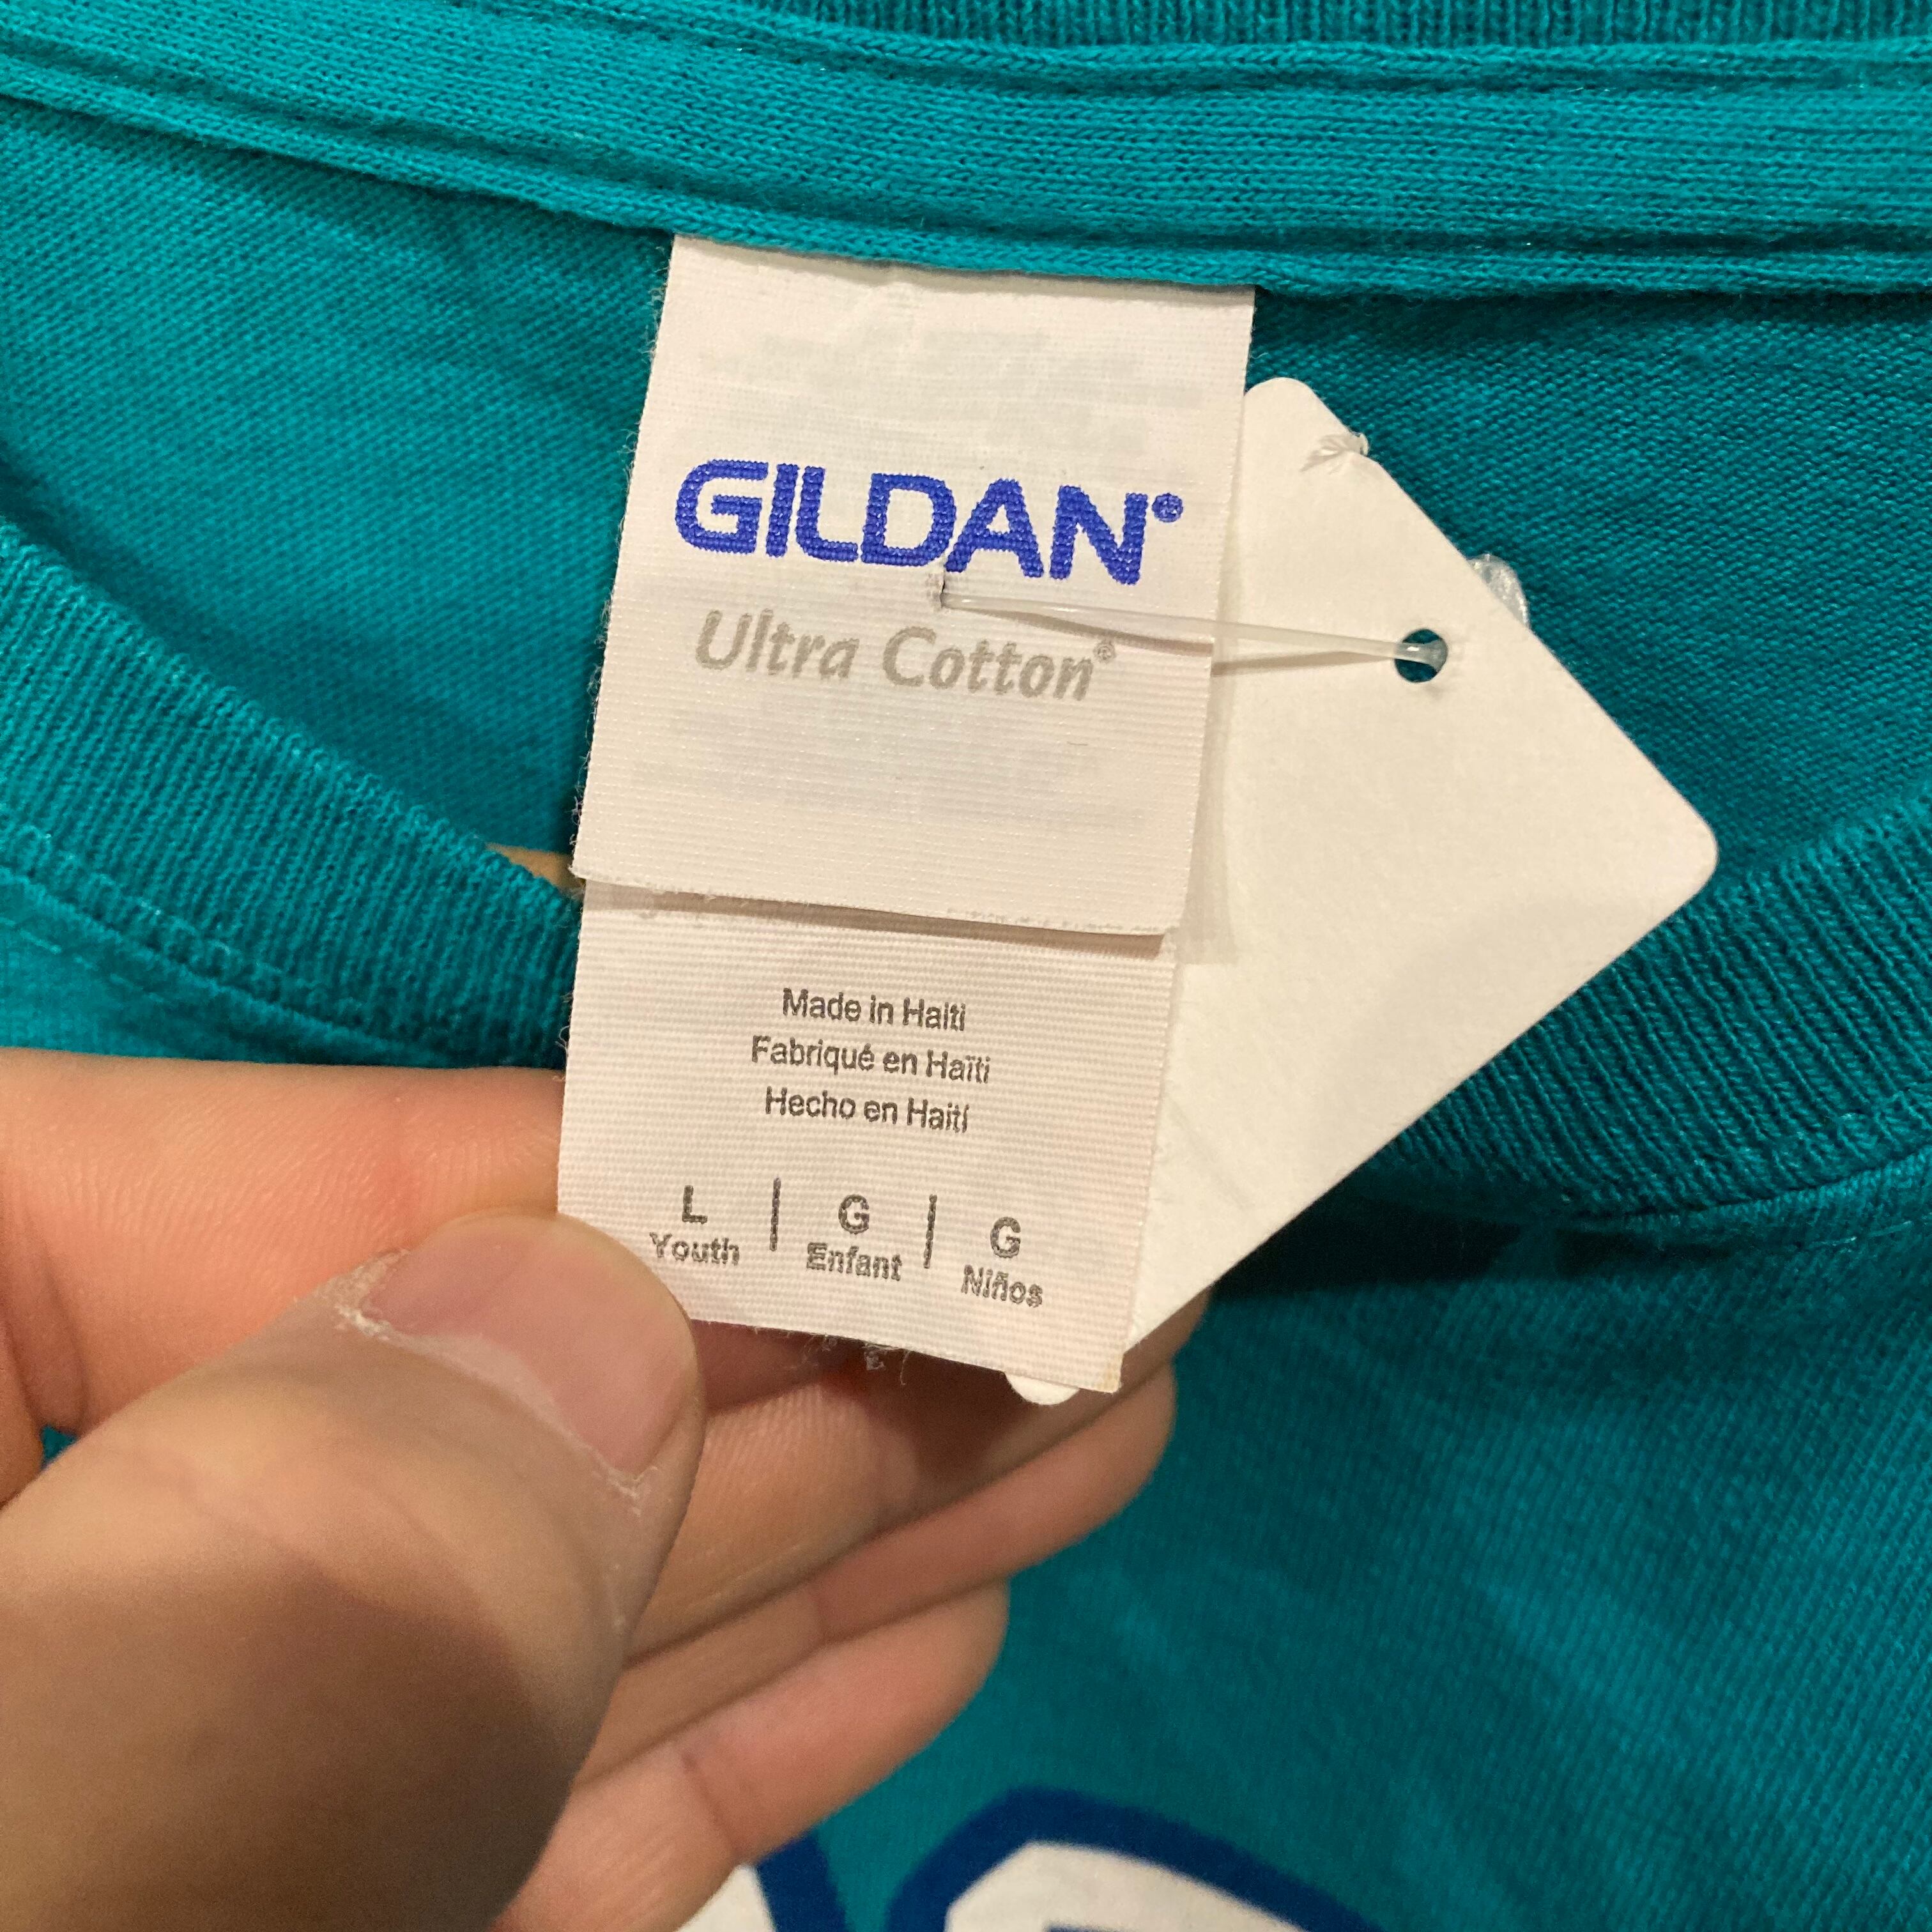 GILDAN®
Ultra Cotton®
Made in Haiti
Fabriqué en Haïti
Hecho en Haití
L | G | G
Youth Enfant Niños